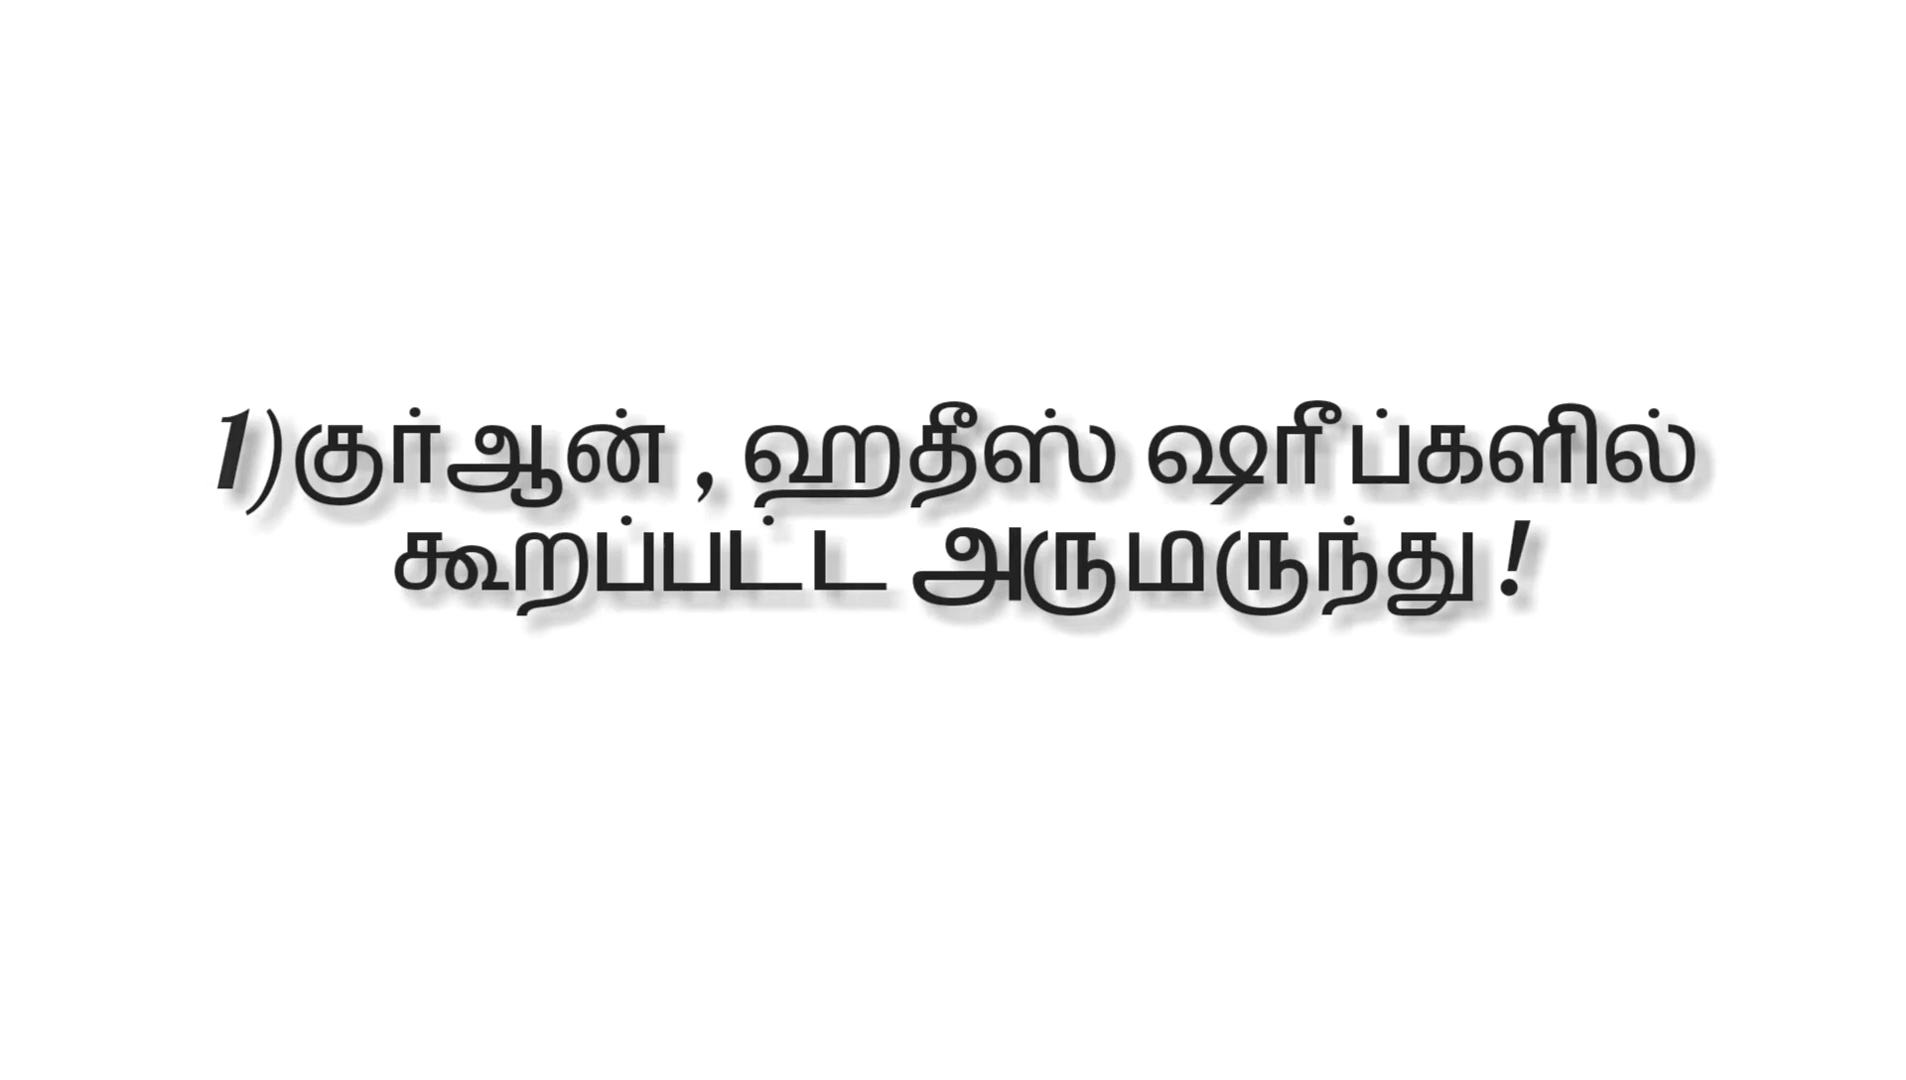 1)குர்ஆன் , ஹதீஸ் ஷரீப்களில்
கூறப்பட்ட அருமருந்து !